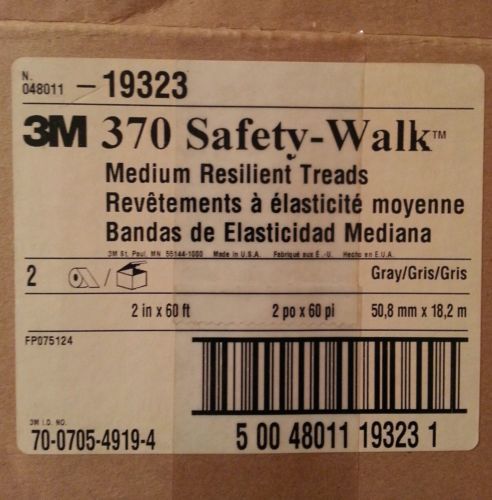 N.
048011 — 19323
3M 370 Safety-Walk™
Medium Resilient Treads
Revêtements à élasticité moyenne
Bandas de Elasticidad Mediana
3M St. Paul, MN 55144-1000 Made in U.S.A. Fabriqué aux É.-U. Hecho en E.U.A.
2 / Gray/Gris/Gris
2 in x 60 ft 2 po x 60 pi 50,8 mm x 18,2 m
FP075124
3M I.D. NO.
70-0705-4919-4
5 00 48011 19323 1